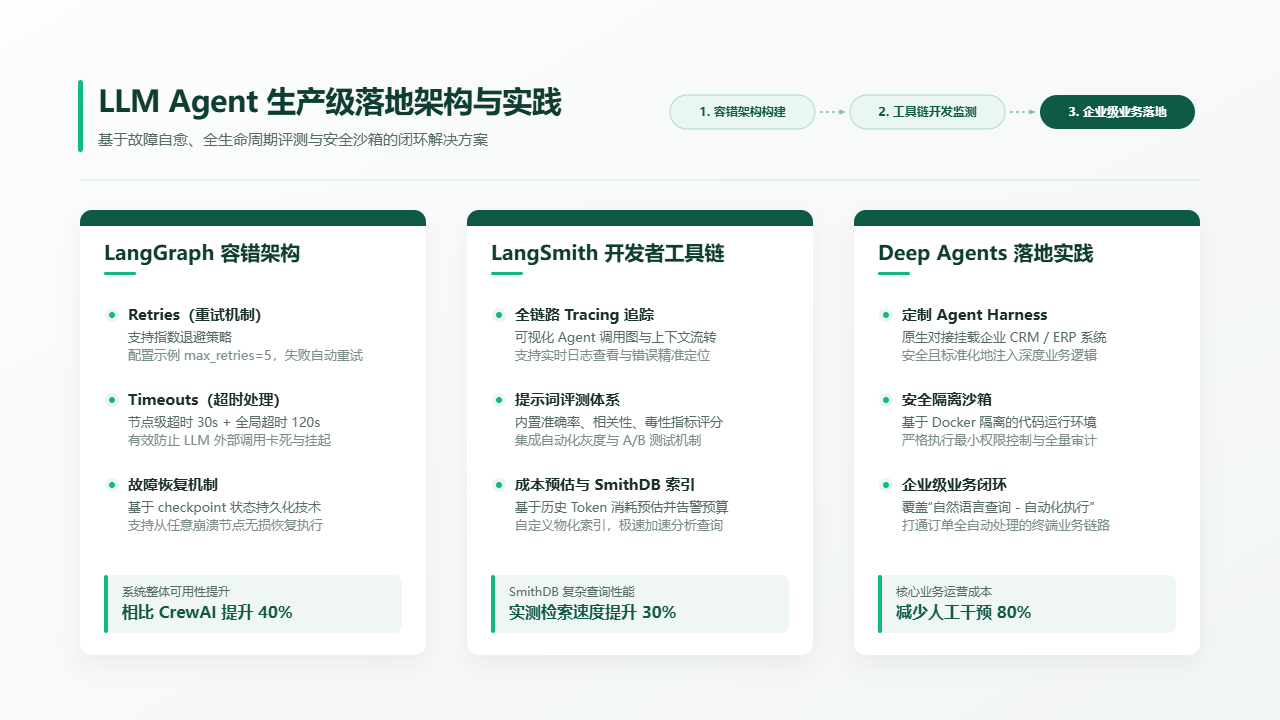 LLM Agent 生产级落地架构与实践
基于故障自愈、全生命周期评测与安全沙箱的闭环解决方案
1. 容错架构构建
2. 工具链开发监测
3. 企业级业务落地
LangGraph 容错架构
Retries（重试机制）
支持指数退避策略
配置示例 max_retries=5，失败自动重试
Timeouts（超时处理）
节点级超时 30s + 全局超时 120s
有效防止 LLM 外部调用卡死与挂起
故障恢复机制
基于 checkpoint 状态持久化技术
支持从任意崩溃节点无损恢复执行
系统整体可用性提升
相比 CrewAI 提升 40%
LangSmith 开发者工具链
全链路 Tracing 追踪
可视化 Agent 调用图与上下文流转
支持实时日志查看与错误精准定位
提示词评测体系
内置准确率、相关性、毒性指标评分
集成自动化灰度与 A/B 测试机制
成本预估与 SmithDB 索引
基于历史 Token 消耗预估并告警预算
自定义物化索引，极速加速分析查询
SmithDB 复杂查询性能
实测检索速度提升 30%
Deep Agents 落地实践
定制 Agent Harness
原生对接挂载企业 CRM / ERP 系统
安全且标准化地注入深度业务逻辑
安全隔离沙箱
基于 Docker 隔离的代码运行环境
严格执行最小权限控制与全量审计
企业级业务闭环
覆盖“自然语言查询 - 自动化执行”
打通订单全自动处理的终端业务链路
核心业务运营成本
减少人工干预 80%